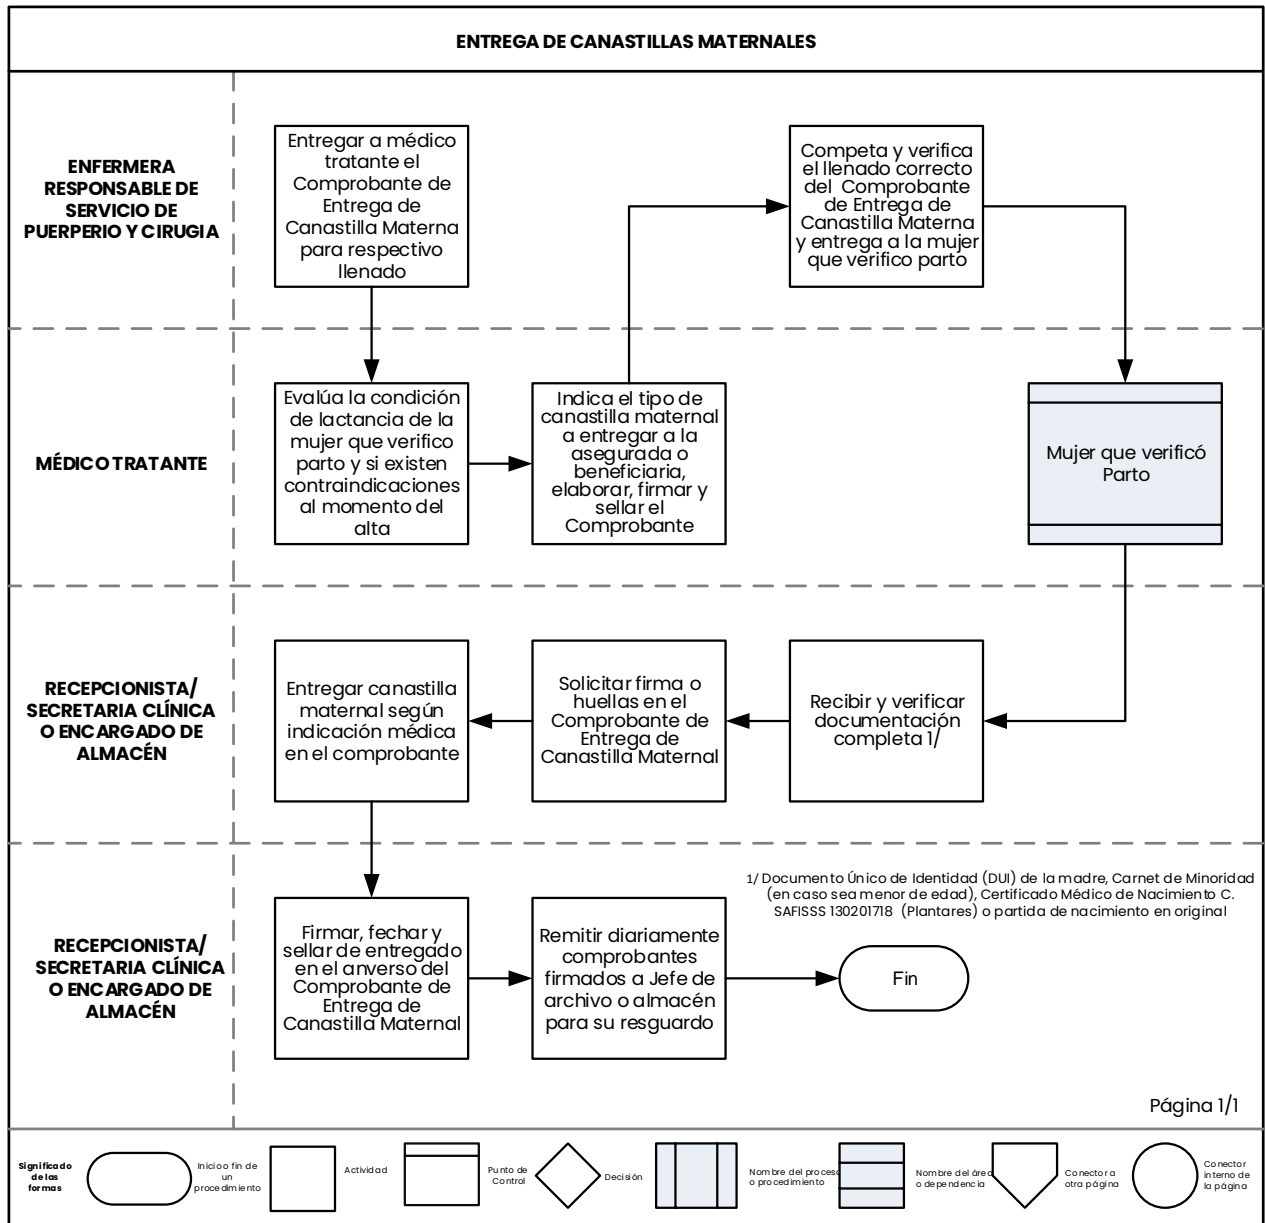 ENTREGA DE CANASTILLAS MATERNALES
ENFERMERA
RESPONSABLE DE
SERVICIO DE
PUERPERIO Y CIRUGIA
Entregar a médico
tratante el
Comprobante de
Entrega de
Canastilla Materna
para respectivo
llenado
Competa y verifica
el llenado correcto
del Comprobante
de Entrega de
Canastilla Materna
y entrega a la mujer
que verifico parto
MÉDICO TRATANTE
Evalúa la condición
de lactancia de la
mujer que verifico
parto y si existen
contraindicaciones
al momento del
alta
Indica el tipo de
canastilla maternal
a entregar a la
asegurada o
beneficiaria,
elaborar, firmar y
sellar el
Comprobante
Mujer que verificó
Parto
RECEPCIONISTA/
SECRETARIA CLÍNICA
O ENCARGADO DE
ALMACÉN
Entregar canastilla
maternal según
indicación médica
en el comprobante
Solicitar firma o
huellas en el
Comprobante de
Entrega de
Canastilla Maternal
Recibir y verificar
documentación
completa 1/
RECEPCIONISTA/
SECRETARIA CLÍNICA
O ENCARGADO DE
ALMACÉN
Firmar, fechar y
sellar de entregado
en el anverso del
Comprobante de
Entrega de
Canastilla Maternal
Remitir diariamente
comprobantes
firmados a Jefe de
archivo o almacén
para su resguardo
1/ Documento Único de Identidad (DUI) de la madre, Carnet de Minoridad
(en caso sea menor de edad), Certificado Médico de Nacimiento C.
SAFISSS 130201718 (Plantares) o partida de nacimiento en original
Fin
Página 1/1
Significado
de las
formas
Inicio o fin de
un
procedimiento
Actividad
Punto de
Control
Decisión
Nombre del proceso
o procedimiento
Nombre del área
o dependencia
Conector a
otra página
Conector
interno de
la página